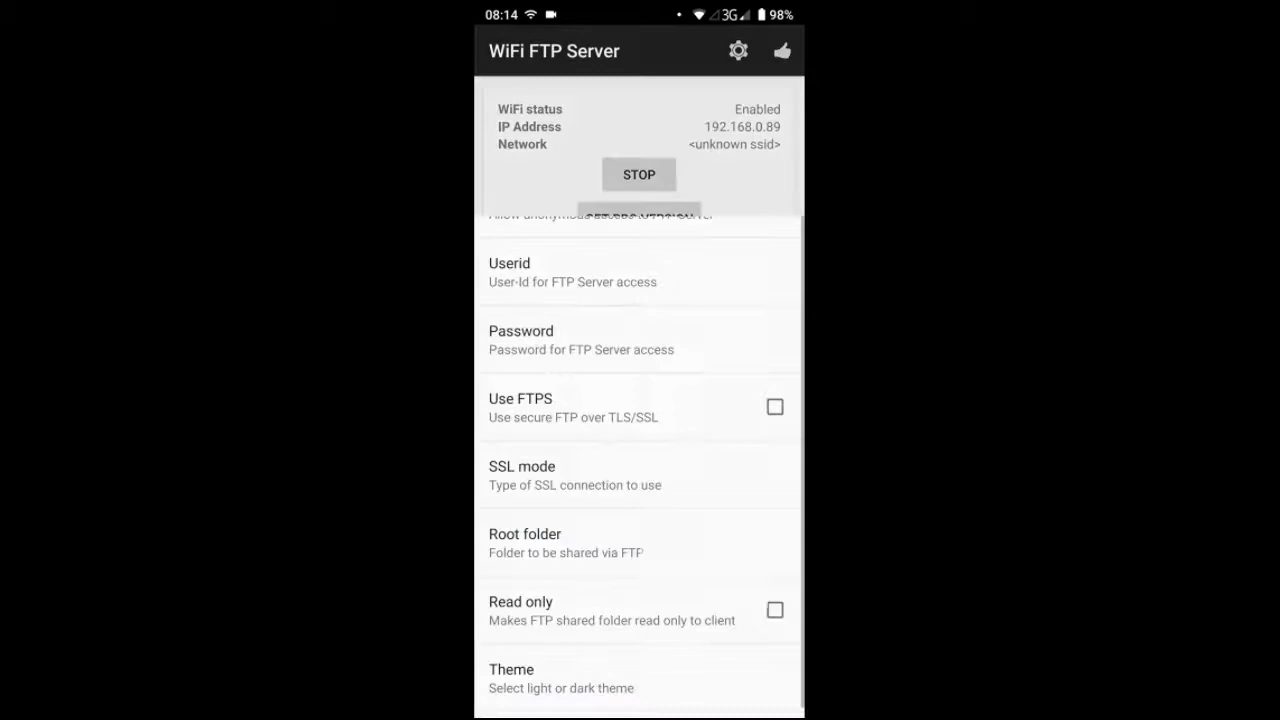 08:14 3G 98%
WiFi FTP Server
WiFi status Enabled
IP Address 192.168.0.89
Network <unknown ssid>
STOP
Userid
User-Id for FTP Server access
Password
Password for FTP Server access
Use FTPS
Use secure FTP over TLS/SSL
SSL mode
Type of SSL connection to use
Root folder
Folder to be shared via FTP
Read only
Makes FTP shared folder read only to client
Theme
Select light or dark theme